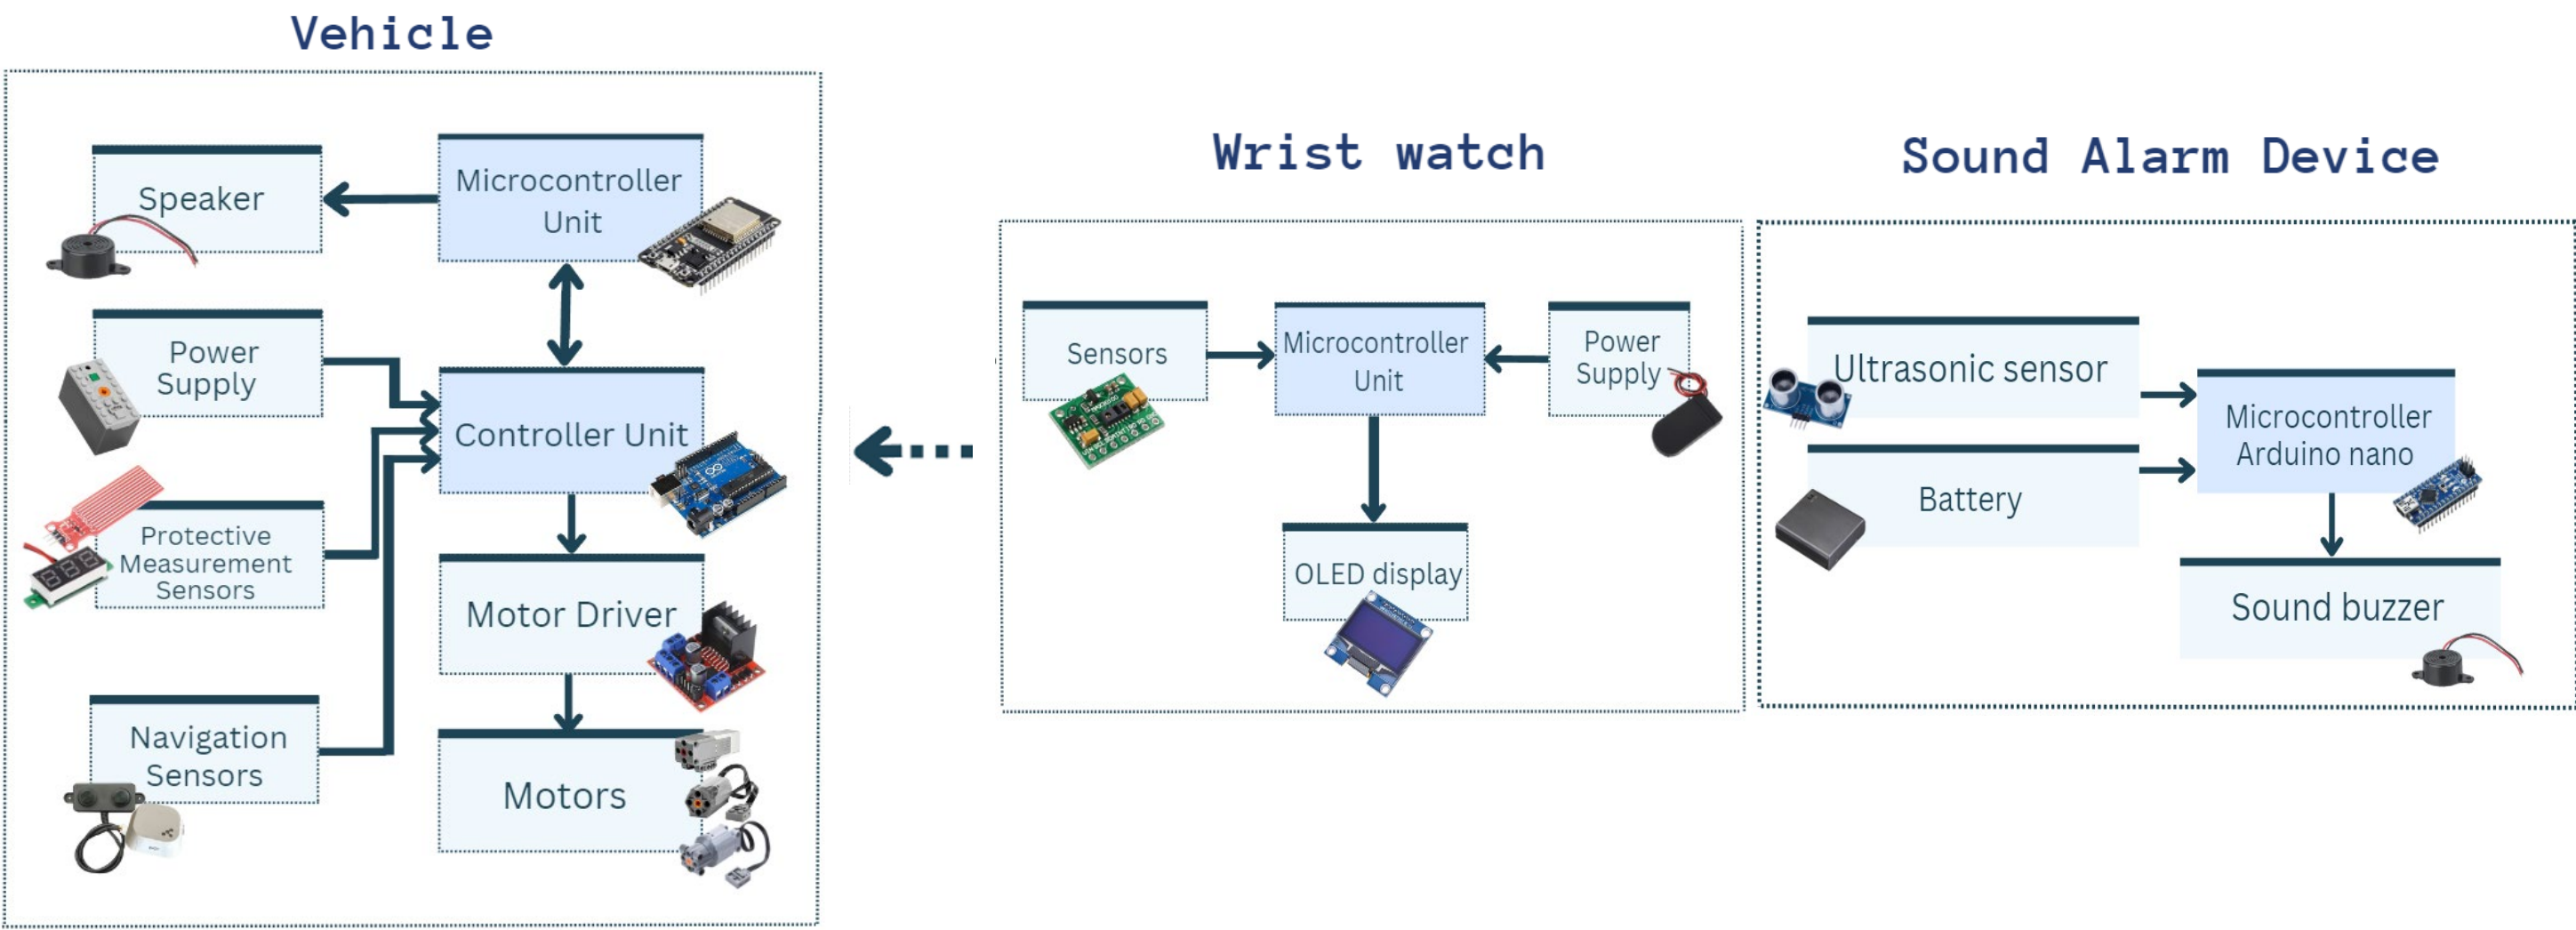 Vehicle
Speaker
Microcontroller
Unit
Power
Supply
Controller Unit
Protective
Measurement
Sensors
Motor Driver
Navigation
Sensors
Motors
Wrist watch
Sensors
Microcontroller
Unit
Power
Supply
OLED display
Sound Alarm Device
Ultrasonic sensor
Battery
Microcontroller
Arduino nano
Sound buzzer